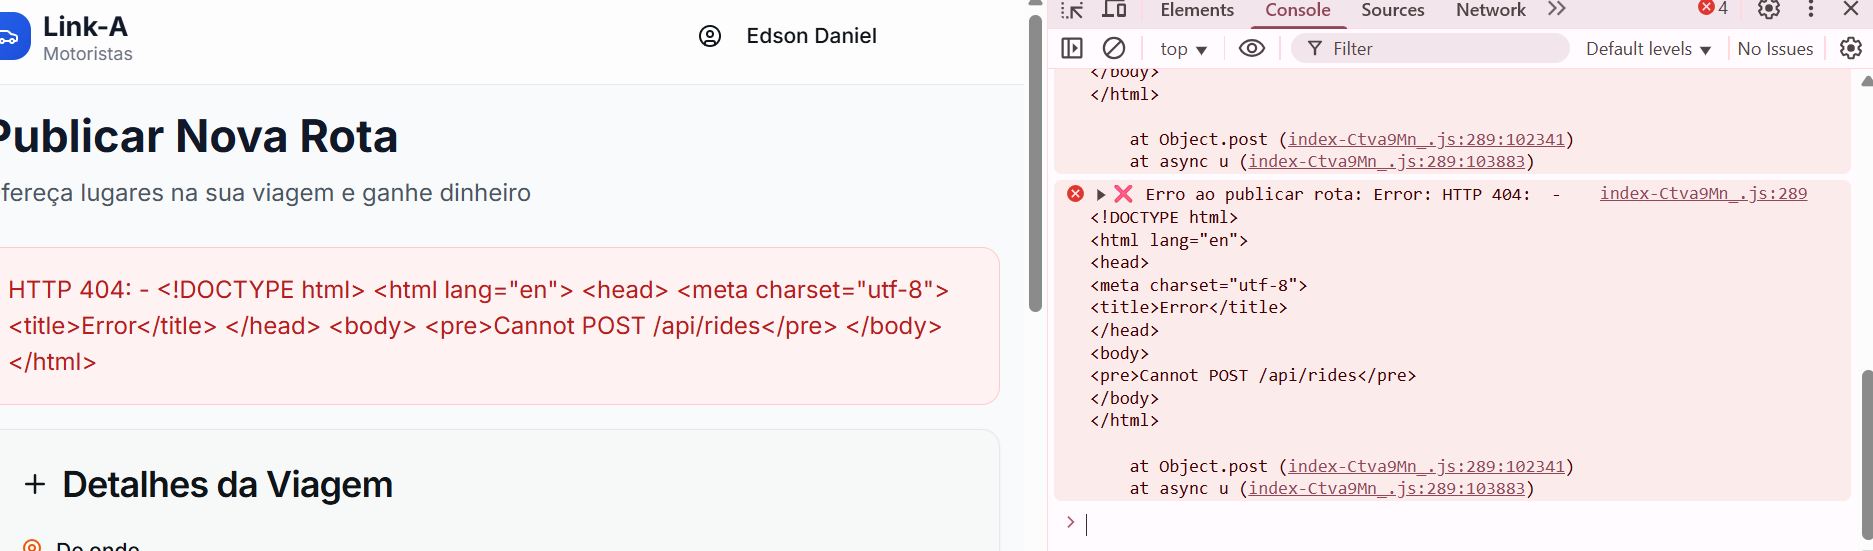 Link-A
Motoristas
Edson Daniel
Publicar Nova Rota
fereça lugares na sua viagem e ganhe dinheiro
HTTP 404: - <!DOCTYPE html> <html lang="en"> <head> <meta charset="utf-8">
<title>Error</title> </head> <body> <pre>Cannot POST /api/rides</pre> </body>
</html>
Detalhes da Viagem
De onde
Elements Console Sources Network 4
top Filter Default levels No Issues
</body>
</html>
at Object.post (index-Ctva9Mn_.js:289:102341)
at async u (index-Ctva9Mn_.js:289:103883)
Erro ao publicar rota: Error: HTTP 404: - index-Ctva9Mn_.js:289
<!DOCTYPE html>
<html lang="en">
<head>
<meta charset="utf-8">
<title>Error</title>
</head>
<body>
<pre>Cannot POST /api/rides</pre>
</body>
</html>
at Object.post (index-Ctva9Mn_.js:289:102341)
at async u (index-Ctva9Mn_.js:289:103883)